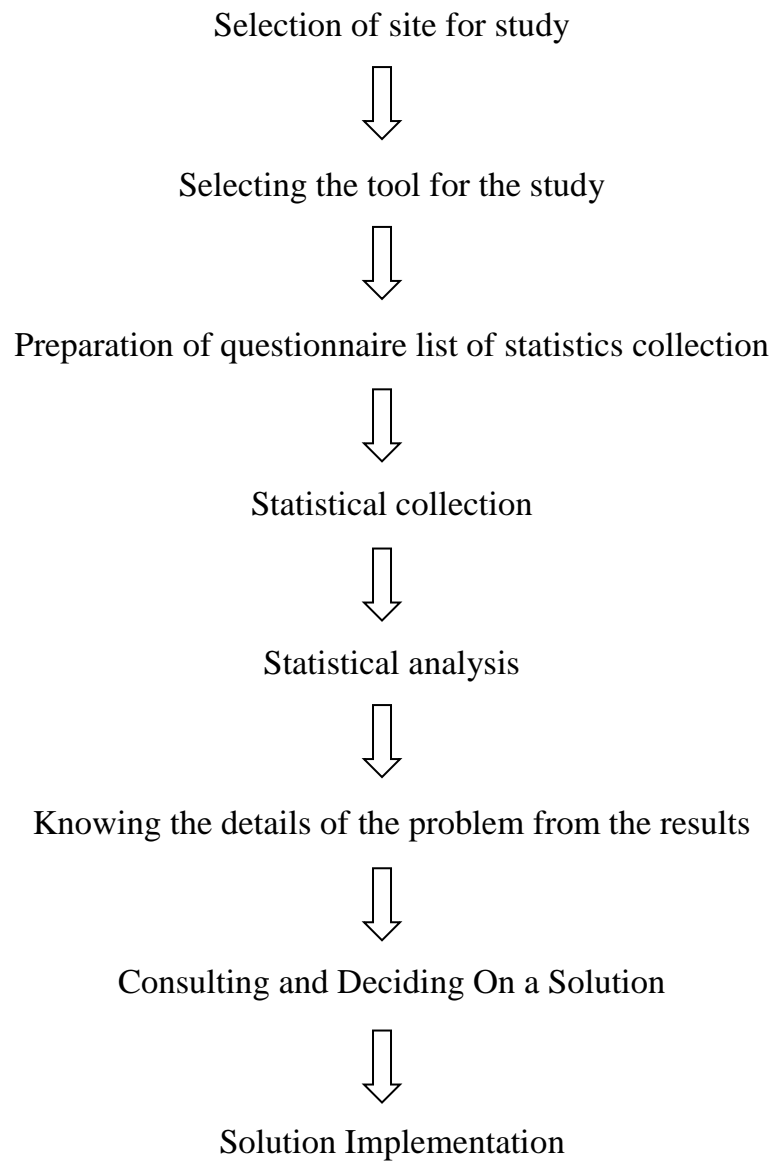 Selection of site for study
Selecting the tool for the study
Preparation of questionnaire list of statistics collection
Statistical collection
Statistical analysis
Knowing the details of the problem from the results
Consulting and Deciding On a Solution
Solution Implementation